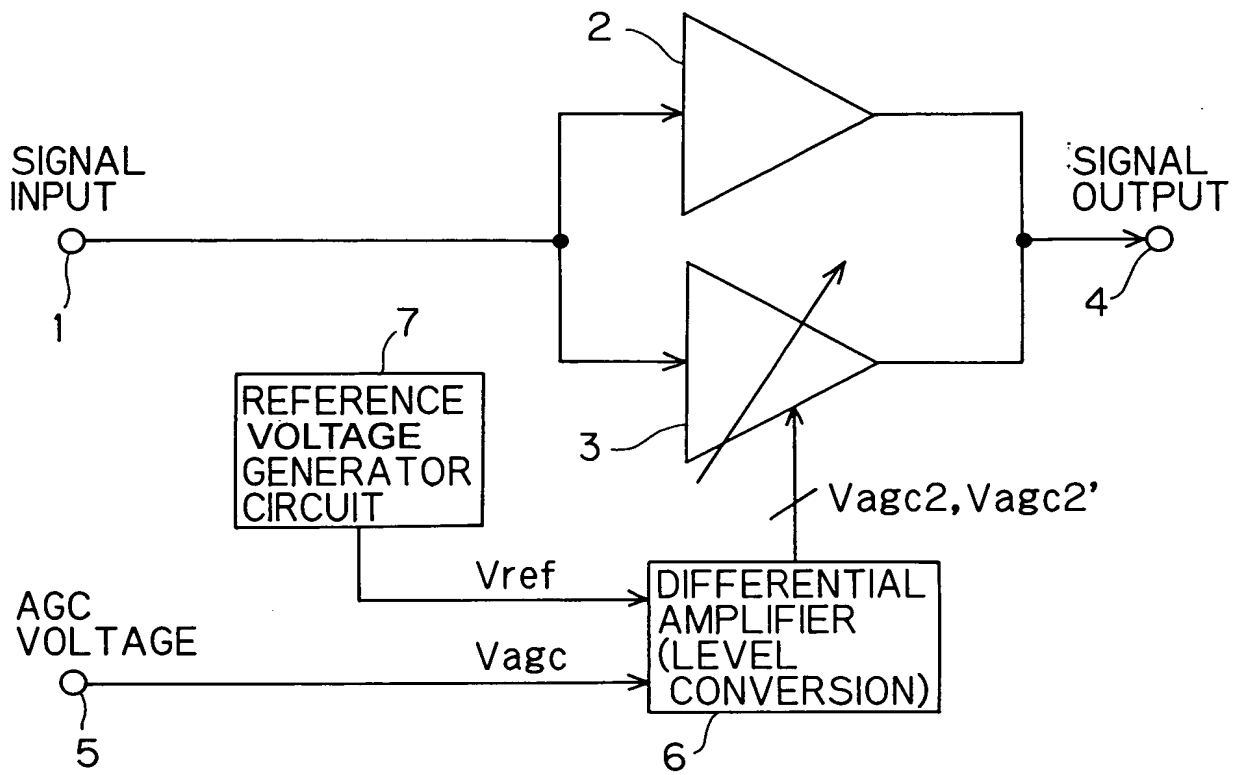 2
SIGNAL
INPUT
SIGNAL
OUTPUT
1
4
7
REFERENCE
VOLTAGE
GENERATOR
CIRCUIT
3
Vagc2,Vagc2'
Vref
DIFFERENTIAL
AMPLIFIER
(LEVEL
CONVERSION)
AGC
VOLTAGE
Vagc
5
6